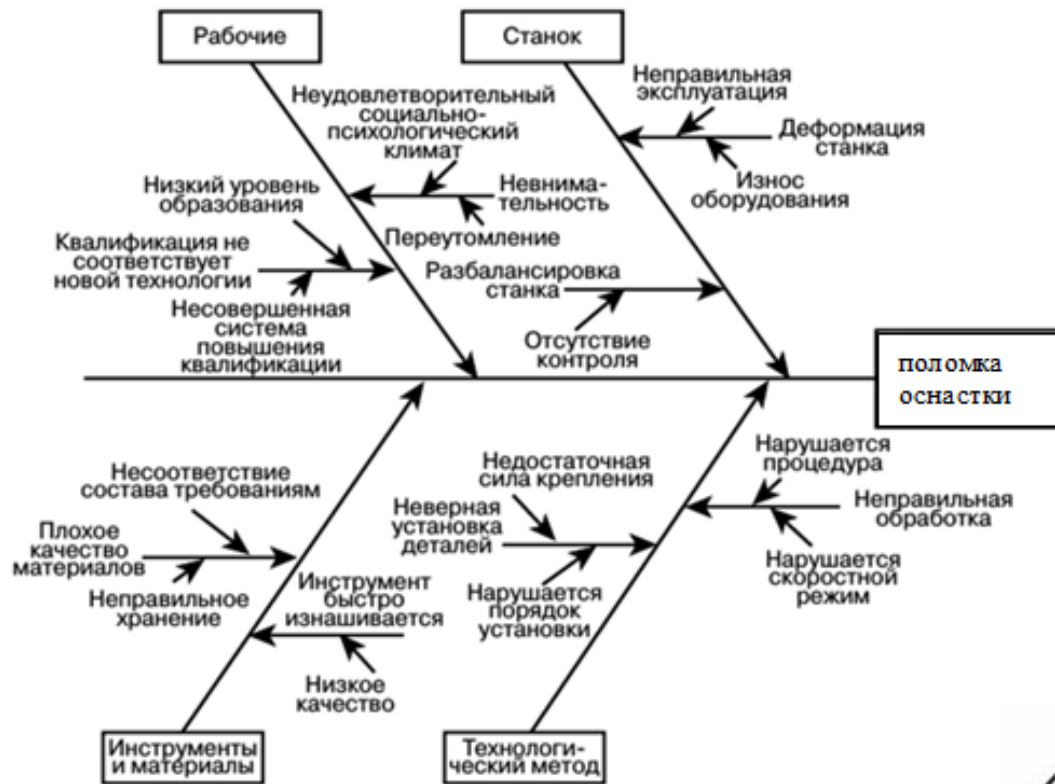 Рабочие
Станок
Неудовлетворительный
социально-
психологический
климат
Неправильная
эксплуатация
Деформация
станка
Износ
оборудования
Низкий уровень
образования
Невнима-
тельность
Переутомление
Квалификация не
соответствует
новой технологии
Разбалансировка
станка
Несовершенная
система
повышения
квалификации
Отсутствие
контроля
поломка
оснастки
Несоответствие
состава требованиям
Плохое
качество
материалов
Неправильное
хранение
Инструмент
быстро
изнашивается
Низкое
качество
Недостаточная
сила крепления
Неверная
установка
деталей
Нарушается
порядок
установки
Нарушается
процедура
Неправильная
обработка
Нарушается
скоростной
режим
Инструменты
и материалы
Технологи-
ческий метод